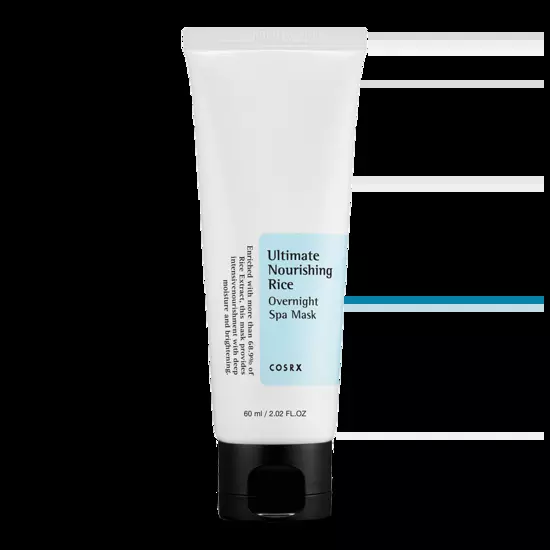 Ultimate
Nourishing
Rice
Overnight
Spa Mask
COSRX
Enriched with more than 68.9% of
Rice Extract, this mask provides
intensivenourishment with deep
moisture and brightening.
60 ml / 2.02 FL.OZ